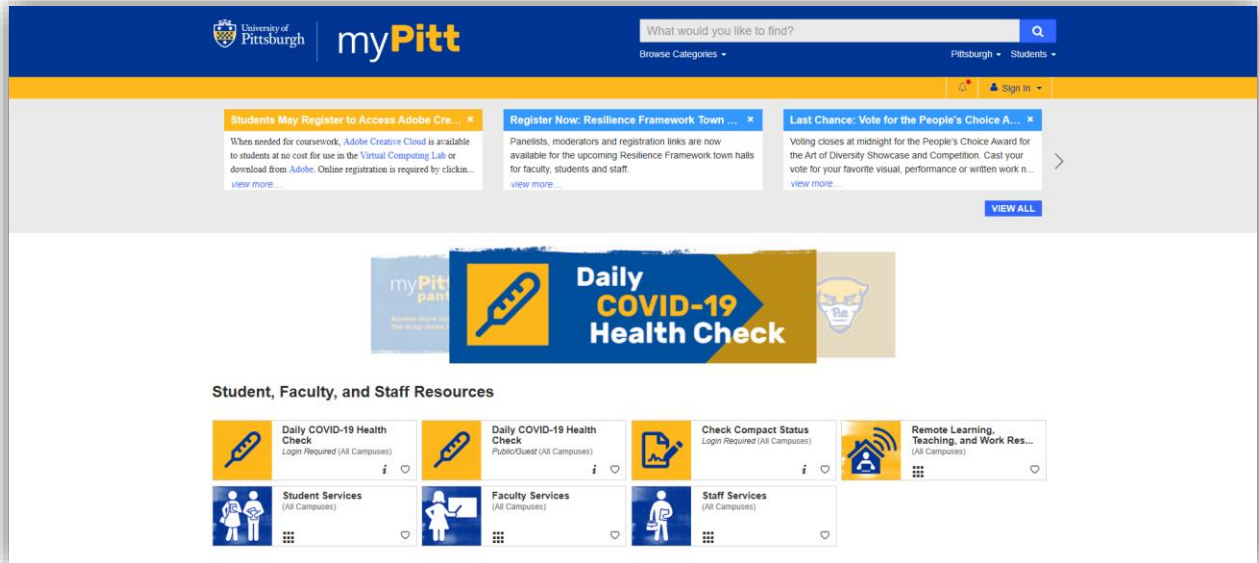 University of
Pittsburgh
myPitt
What would you like to find?
Browse Categories
Pittsburgh
Students
Sign In
Students May Register to Access Adobe Cre... ×
When needed for coursework, Adobe Creative Cloud is available
to students at no cost for use in the Virtual Computing Lab or
download from Adobe. Online registration is required by clickin...
view more...
Register Now: Resilience Framework Town ... ×
Panelists, moderators and registration links are now
available for the upcoming Resilience Framework town halls
for faculty, students and staff.
view more...
Last Chance: Vote for the People's Choice A... ×
Voting closes at midnight for the People's Choice Award for
the Art of Diversity Showcase and Competition. Cast your
vote for your favorite visual, performance or written work n...
view more...
VIEW ALL
myPit
pant
Access more
the drop-down
Daily
COVID-19
Health Check
Pitt
Student, Faculty, and Staff Resources
Daily COVID-19 Health
Check
Login Required (All Campuses)
i
Daily COVID-19 Health
Check
Public/Guest (All Campuses)
i
Check Compact Status
Login Required (All Campuses)
i
Remote Learning,
Teaching, and Work Res...
(All Campuses)
Student Services
(All Campuses)
Faculty Services
(All Campuses)
Staff Services
(All Campuses)